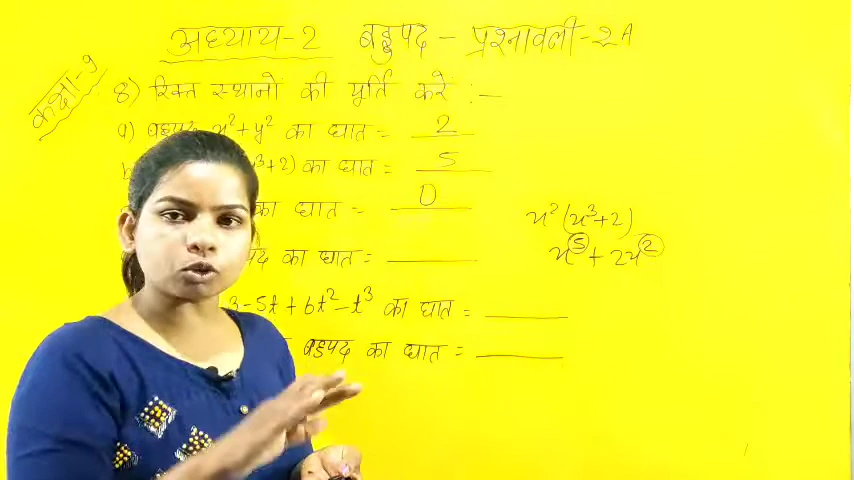 अध्याय-2 बहुपद - प्रश्नावली-2A
कक्षा-9
8) रिक्त स्थानों की पूर्ति करें :-
a) बहुपद x²+y² का घात = 2
³+2) का घात = 5
का घात = 0
x²(x³+2)
x⁵ + 2x²
का घात =
3-5t+6t²-t³ का घात =
बहुपद का घात =